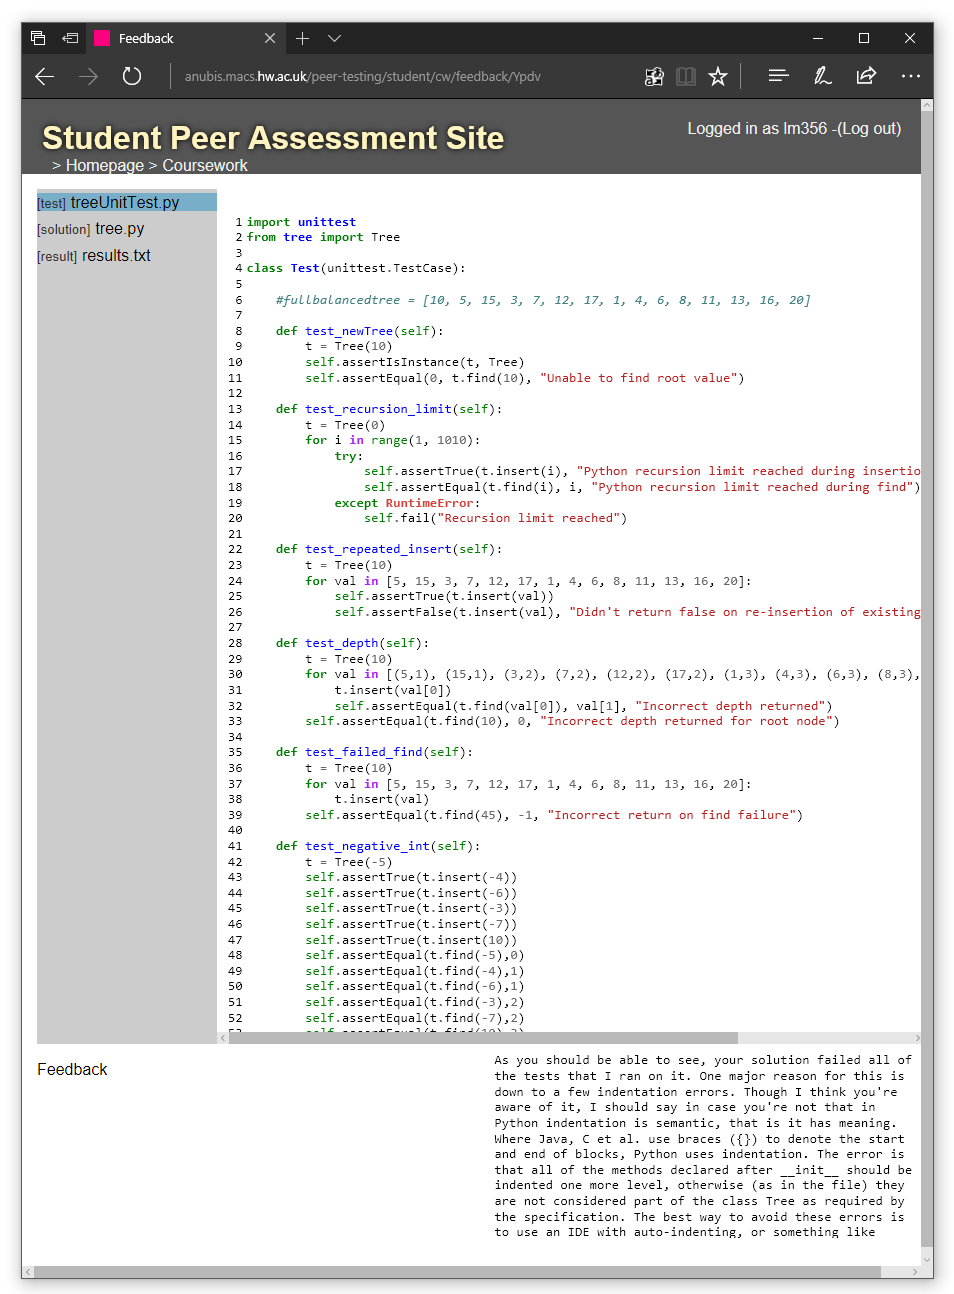 Feedback
anubis.macs.hw.ac.uk/peer-testing/student/cw/feedback/Ypdv
Student Peer Assessment Site
Logged in as lm356 -(Log out)
> Homepage > Coursework
[test] treeUnitTest.py
[solution] tree.py
[result] results.txt
1 import unittest
2 from tree import Tree
3
4 class Test(unittest.TestCase):
5
6     #fullbalancedtree = [10, 5, 15, 3, 7, 12, 17, 1, 4, 6, 8, 11, 13, 16, 20]
7
8     def test_newTree(self):
9         t = Tree(10)
10         self.assertIsInstance(t, Tree)
11         self.assertEqual(0, t.find(10), "Unable to find root value")
12
13     def test_recursion_limit(self):
14         t = Tree(0)
15         for i in range(1, 1010):
16             try:
17                 self.assertTrue(t.insert(i), "Python recursion limit reached during insertio
18                 self.assertEqual(t.find(i), i, "Python recursion limit reached during find")
19             except RuntimeError:
20                 self.fail("Recursion limit reached")
21
22     def test_repeated_insert(self):
23         t = Tree(10)
24         for val in [5, 15, 3, 7, 12, 17, 1, 4, 6, 8, 11, 13, 16, 20]:
25             self.assertTrue(t.insert(val))
26             self.assertFalse(t.insert(val), "Didn't return false on re-insertion of existing
27
28     def test_depth(self):
29         t = Tree(10)
30         for val in [(5,1), (15,1), (3,2), (7,2), (12,2), (17,2), (1,3), (4,3), (6,3), (8,3),
31             t.insert(val[0])
32             self.assertEqual(t.find(val[0]), val[1], "Incorrect depth returned")
33         self.assertEqual(t.find(10), 0, "Incorrect depth returned for root node")
34
35     def test_failed_find(self):
36         t = Tree(10)
37         for val in [5, 15, 3, 7, 12, 17, 1, 4, 6, 8, 11, 13, 16, 20]:
38             t.insert(val)
39         self.assertEqual(t.find(45), -1, "Incorrect return on find failure")
40
41     def test_negative_int(self):
42         t = Tree(-5)
43         self.assertTrue(t.insert(-4))
44         self.assertTrue(t.insert(-6))
45         self.assertTrue(t.insert(-3))
46         self.assertTrue(t.insert(-7))
47         self.assertTrue(t.insert(10))
48         self.assertEqual(t.find(-5),0)
49         self.assertEqual(t.find(-4),1)
50         self.assertEqual(t.find(-6),1)
51         self.assertEqual(t.find(-3),2)
52         self.assertEqual(t.find(-7),2)
Feedback
As you should be able to see, your solution failed all of
the tests that I ran on it. One major reason for this is
down to a few indentation errors. Though I think you're
aware of it, I should say in case you're not that in
Python indentation is semantic, that is it has meaning.
Where Java, C et al. use braces ({}) to denote the start
and end of blocks, Python uses indentation. The error is
that all of the methods declared after __init__ should be
indented one more level, otherwise (as in the file) they
are not considered part of the class Tree as required by
the specification. The best way to avoid these errors is
to use an IDE with auto-indenting, or something like